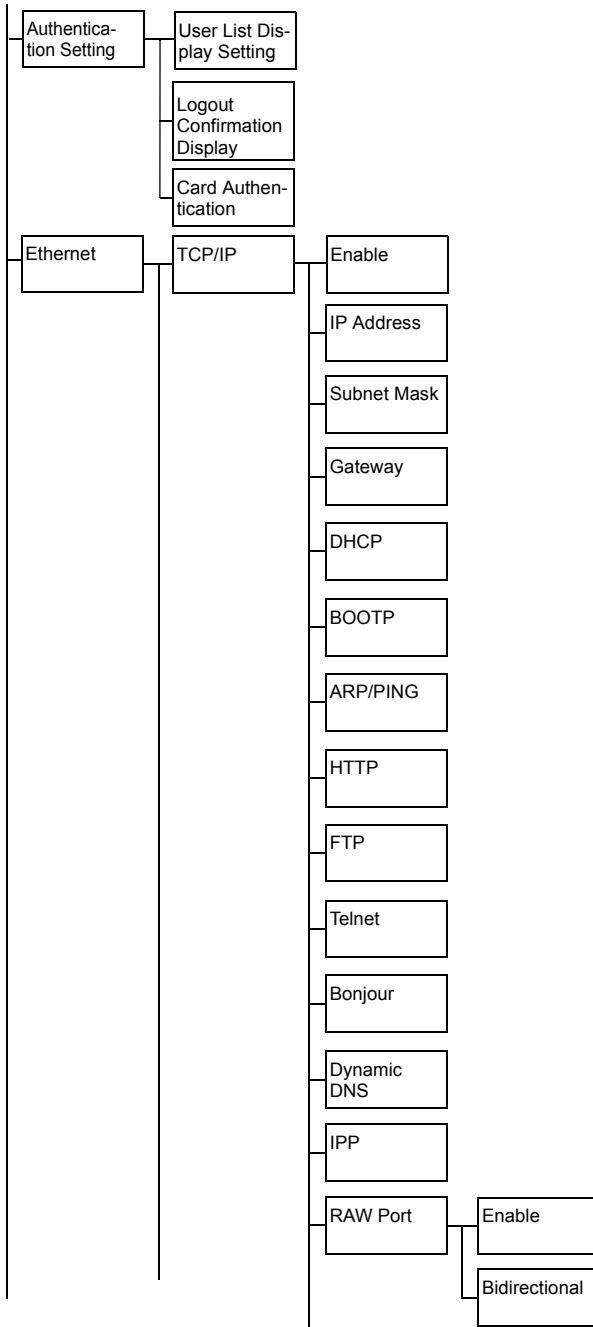 Authentica-
tion Setting
User List Dis-
play Setting
Logout
Confirmation
Display
Card Authen-
tication
Ethernet
TCP/IP
Enable
IP Address
Subnet Mask
Gateway
DHCP
BOOTP
ARP/PING
HTTP
FTP
Telnet
Bonjour
Dynamic
DNS
IPP
RAW Port
Enable
Bidirectional